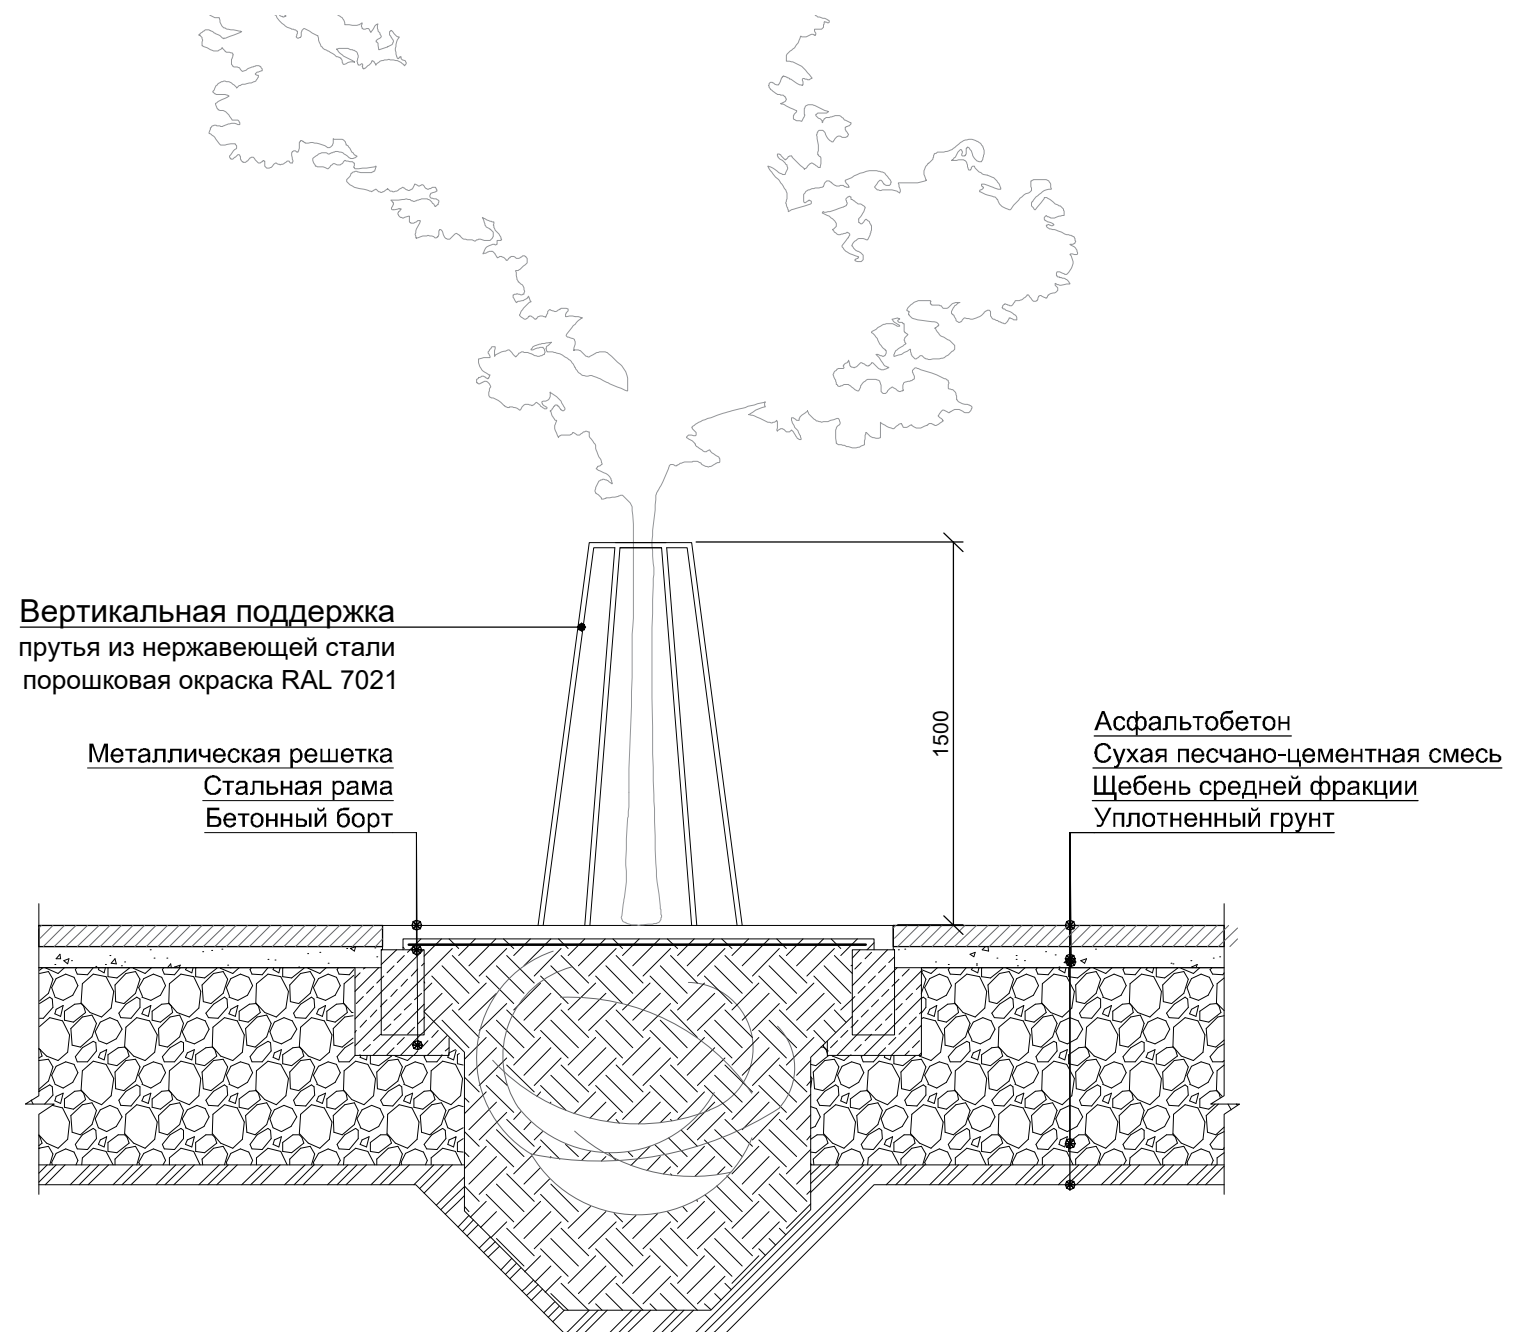 Вертикальная поддержка
прутья из нержавеющей стали
порошковая окраска RAL 7021
Металлическая решетка
Стальная рама
Бетонный борт
1500
Асфальтобетон
Сухая песчано-цементная смесь
Щебень средней фракции
Уплотненный грунт